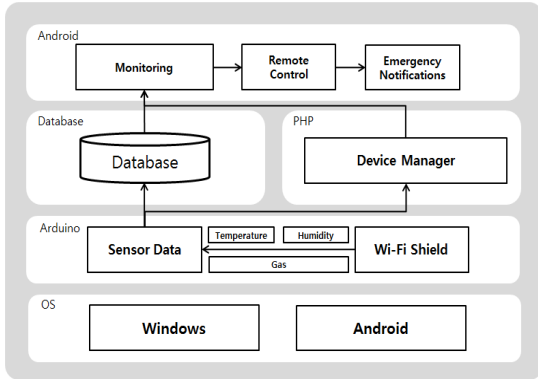 Android
Monitoring
Remote
Control
Emergency
Notifications
Database
Database
PHP
Device Manager
Arduino
Sensor Data
Temperature
Humidity
Gas
Wi-Fi Shield
OS
Windows
Android